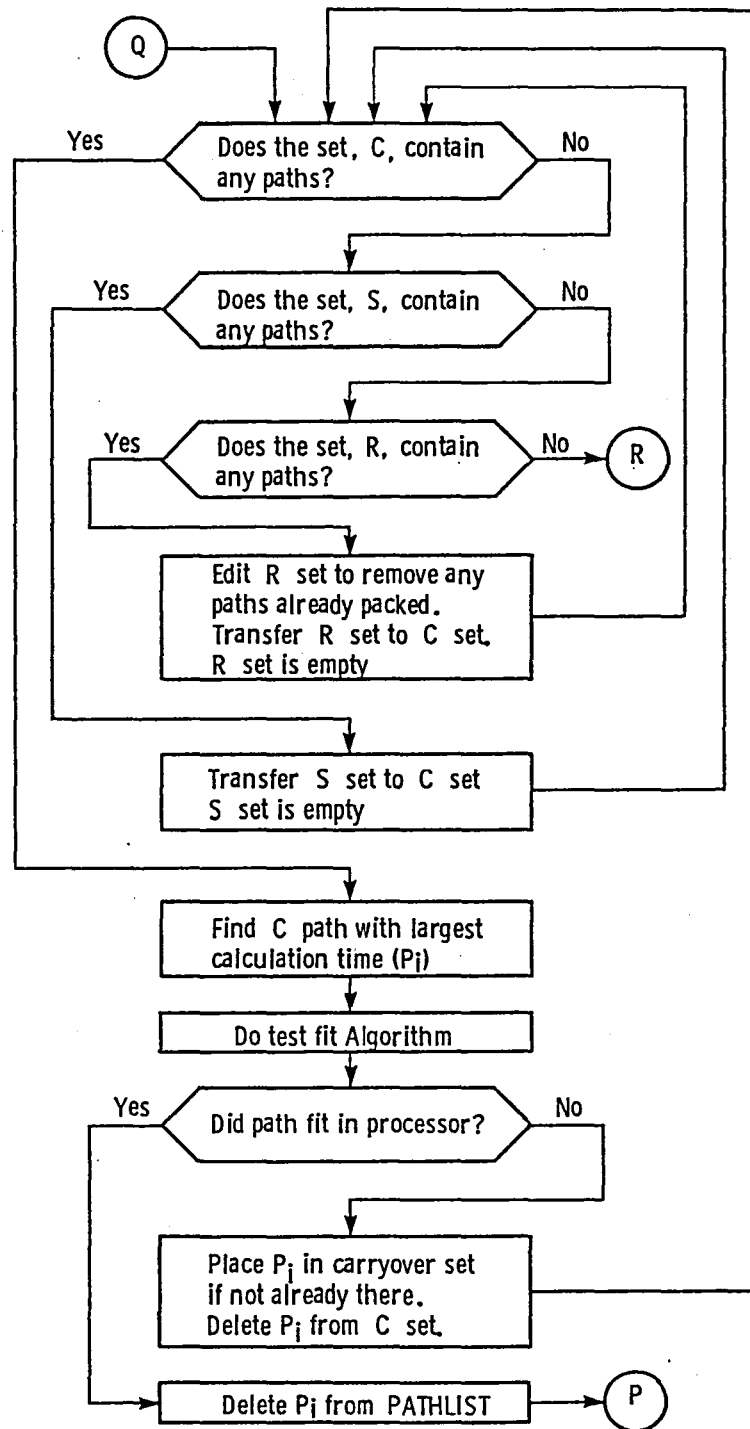 Q
Yes
Does the set, C, contain
any paths?
No
Yes
Does the set, S, contain
any paths?
No
Yes
Does the set, R, contain
any paths?
No
R
Edit R set to remove any
paths already packed.
Transfer R set to C set.
R set is empty
Transfer S set to C set
S set is empty
Find C path with largest
calculation time (Pi)
Do test fit Algorithm
Yes
Did path fit in processor?
No
Place Pi in carryover set
if not already there.
Delete Pi from C set.
Delete Pi from PATHLIST
P